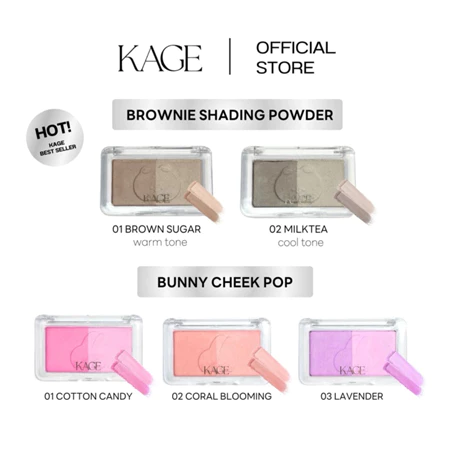 KAGE
OFFICIAL
STORE
BROWNIE SHADING POWDER
HOT!
KAGE
BEST SELLER
KAGE
KAGE
01 BROWN SUGAR
warm tone
02 MILKTEA
cool tone
BUNNY CHEEK POP
KAGE
KAGE
KAGE
01 COTTON CANDY
02 CORAL BLOOMING
03 LAVENDER